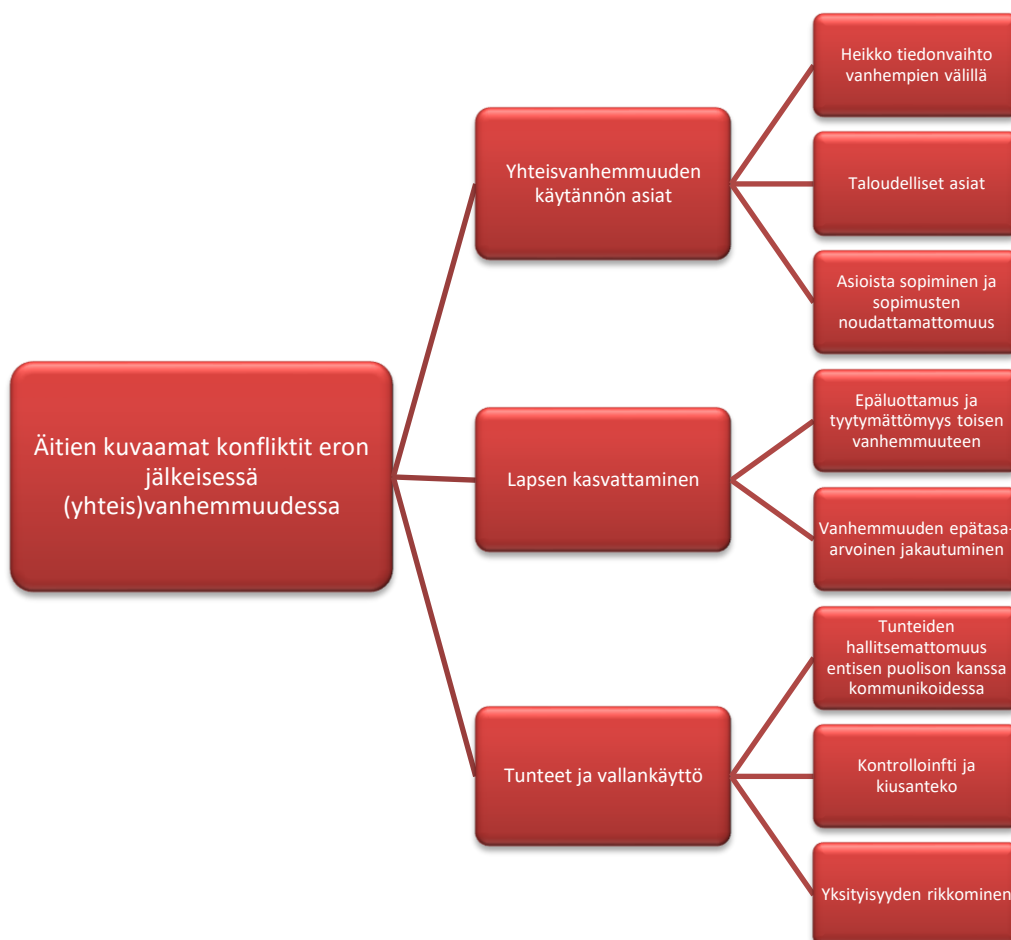 Äitien kuvaamat konfliktit eron
jälkeisessä
(yhteis)vanhemmuudessa
Yhteisvanhemmuuden
käytännön asiat
Heikko tiedonvaihto
vanhempien välillä
Taloudelliset asiat
Asioista sopiminen ja
sopimusten
noudattamattomuus
Lapsen kasvattaminen
Epäluottamus ja
tyytymättömyys toisen
vanhemmuuteen
Vanhemmuuden epätasa-
arvoinen jakautuminen
Tunteet ja vallankäyttö
Tunteiden
hallitsemattomuus
entisen puolison kanssa
kommunikoidessa
Kontrolloinfti ja
kiusanteko
Yksityisyyden rikkominen